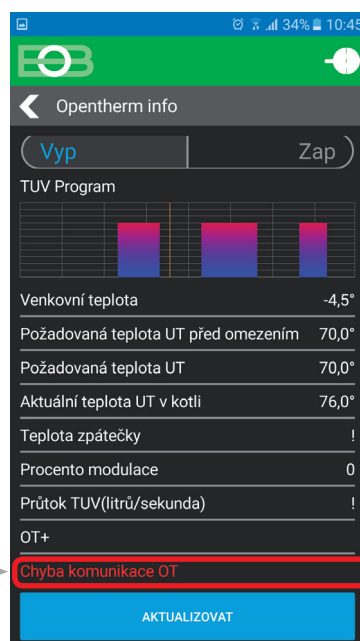 34% 10:45
EOB
Opentherm info
Vyp Zap
TUV Program
Venkovní teplota -4,5°
Požadovaná teplota UT před omezením 70,0°
Požadovaná teplota UT 70,0°
Aktuální teplota UT v kotli 76,0°
Teplota zpátečky !
Procento modulace 0
Průtok TUV(litrů/sekunda) !
OT+
Chyba komunikace OT
AKTUALIZOVAT